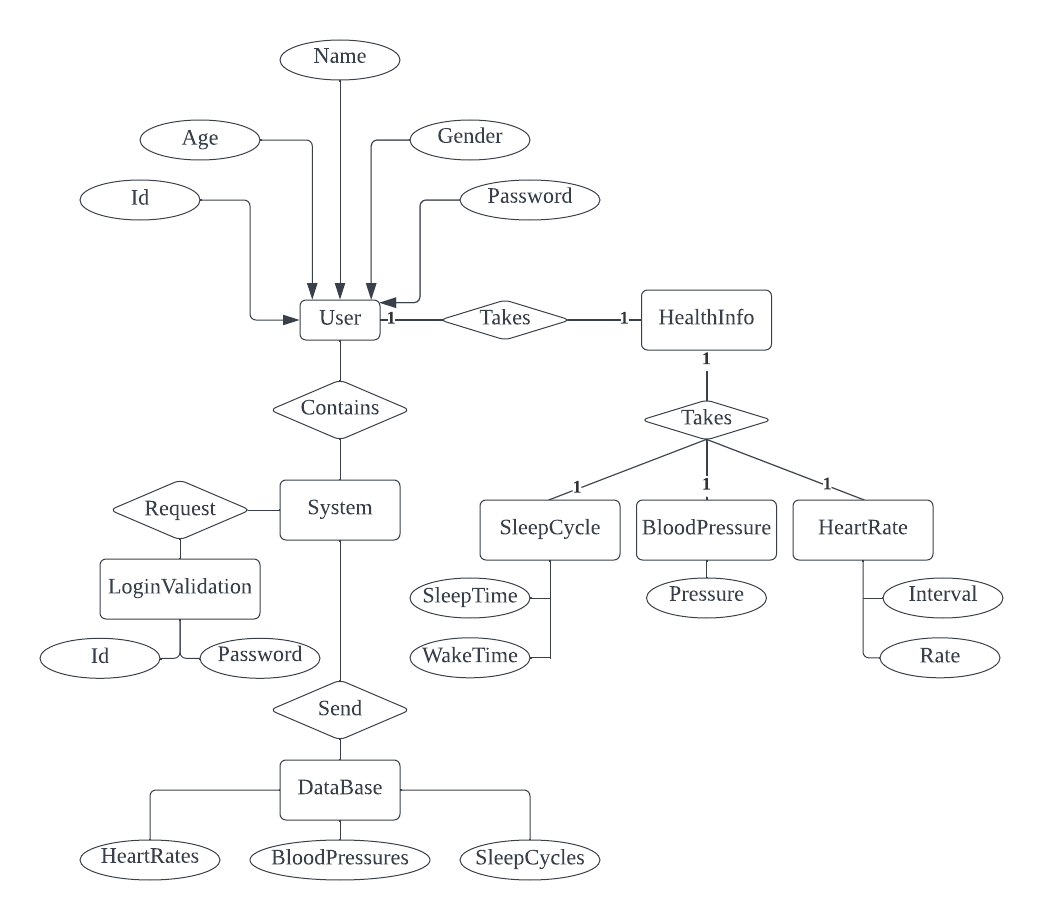 Name
Age
Gender
Id
Password
User
1
Takes
1
HealthInfo
1
Contains
Takes
1
1
1
Request
System
SleepCycle
BloodPressure
HeartRate
LoginValidation
SleepTime
Pressure
Interval
Id
Password
WakeTime
Rate
Send
DataBase
HeartRates
BloodPressures
SleepCycles